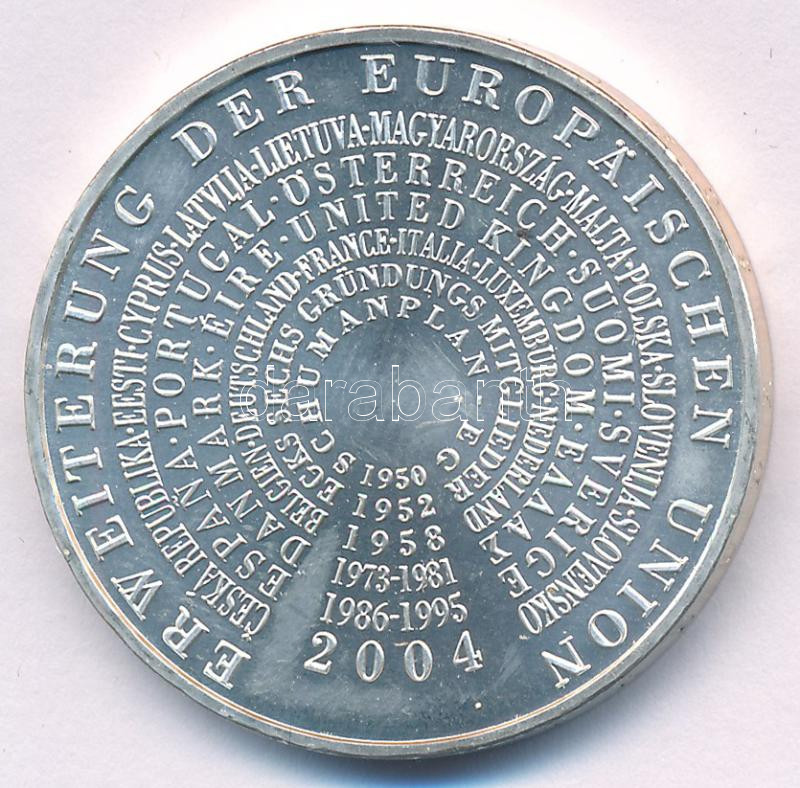 ERWEITERUNG DER EUROPÄISCHEN UNION
ČESKÁ REPUBLIKA·EESTI·CYPRUS·LATVIJA·LIETUVA·MAGYARORSZÁG·MALTA·POLSKA·SLOVENIJA·SLOVENSKO
ESPAÑA·PORTUGAL·ÖSTERREICH·SUOMI·SVERIGE
DANMARK·ÉIRE·UNITED KINGDOM·ΕΛΛΑΣ
BELGIEN·DEUTSCHLAND·FRANCE·ITALIA·LUXEMBURG·NEDERLAND
SECHS GRÜNDUNGS MITGLIEDER
SCHUMANPLAN
1950
1952
1958
1973-1981
1986-1995
2004
darabanth